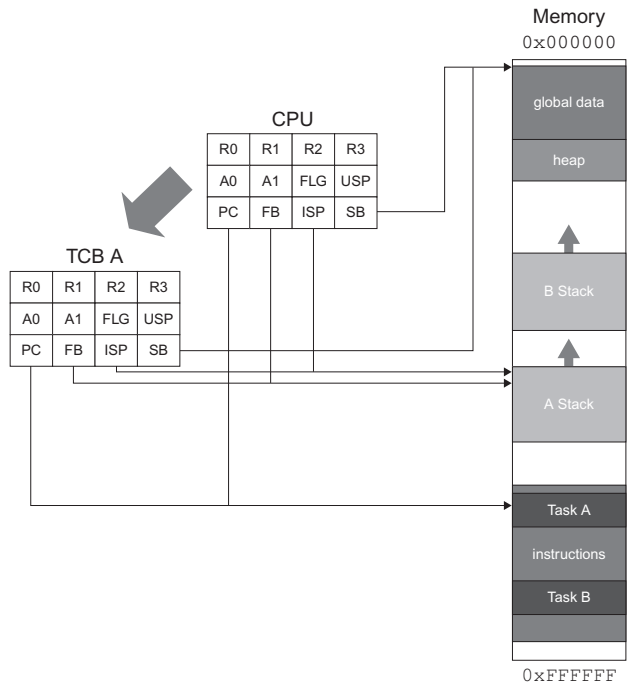 Memory
0x000000
global data
heap
B Stack
A Stack
Task A
instructions
Task B
0xFFFFFF
CPU
R0 R1 R2 R3
A0 A1 FLG USP
PC FB ISP SB
TCB A
R0 R1 R2 R3
A0 A1 FLG USP
PC FB ISP SB